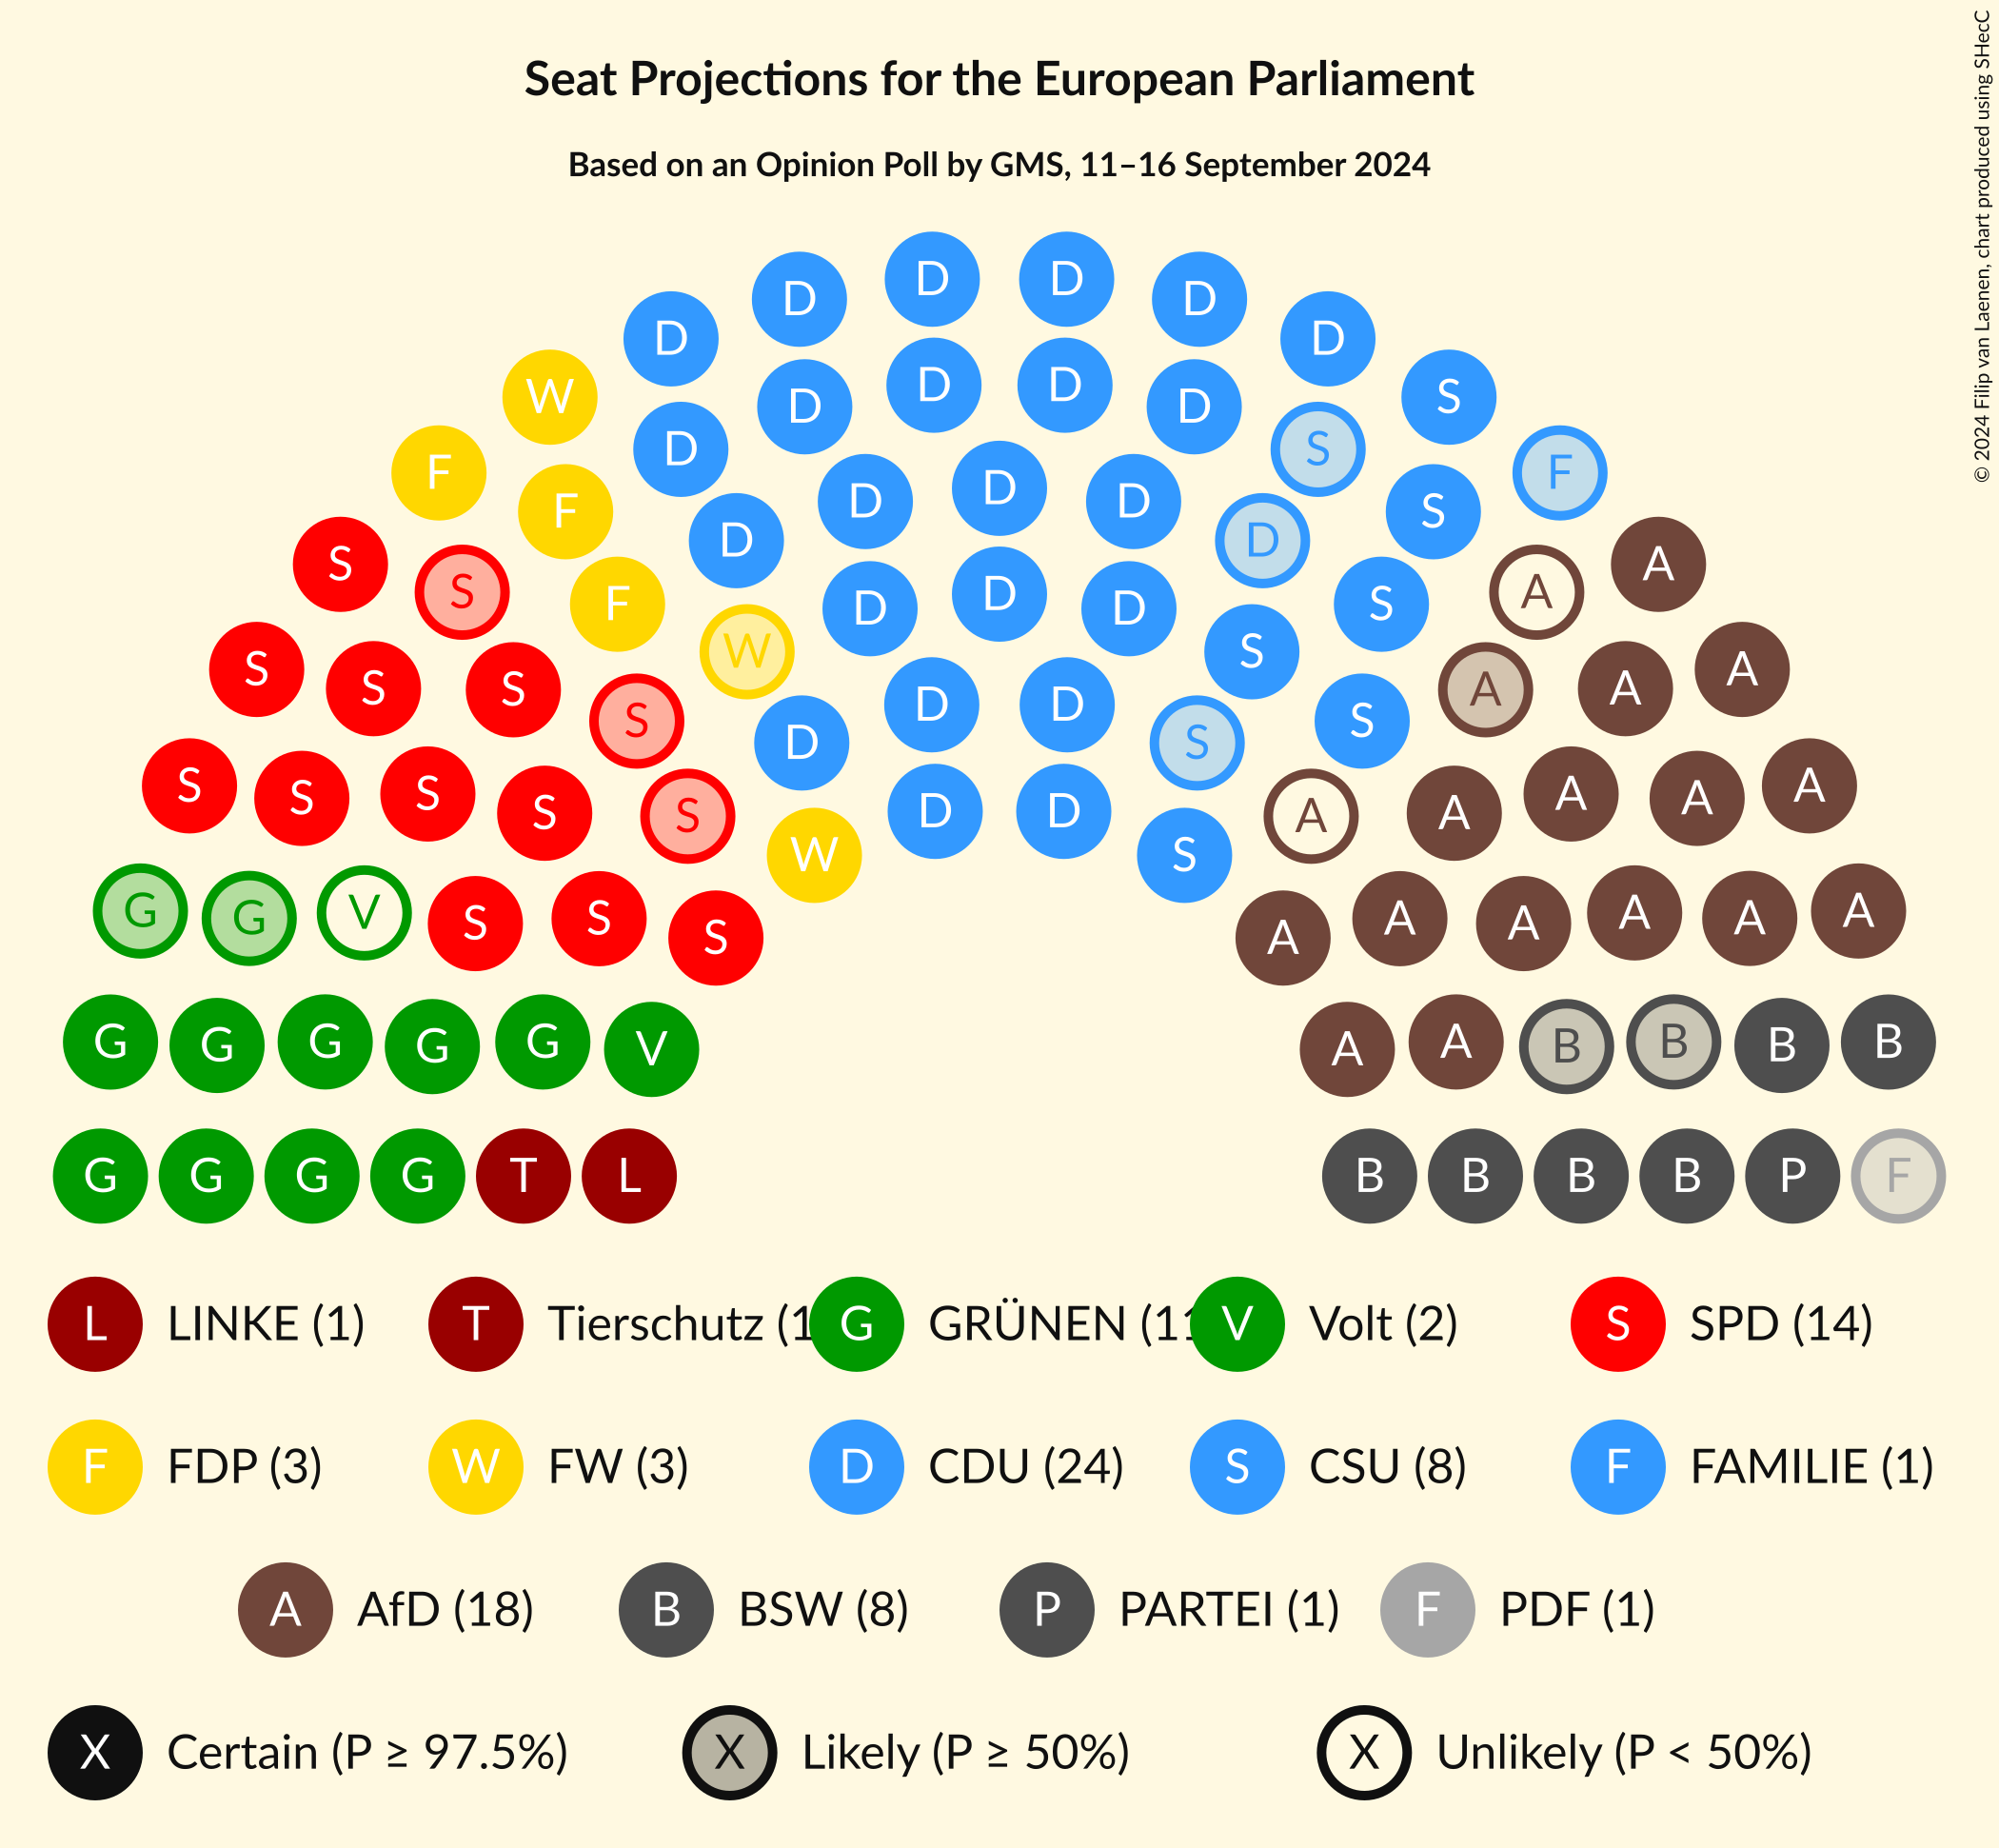 Seat Projections for the European Parliament
Based on an Opinion Poll by GMS, 11–16 September 2024
© 2024 Filip van Laenen, chart produced using SHecC
D D D D
D D
W S
D D D D
D S
F F
F S
D D D
D D
S S
S A A
F S
D D D
W S
S S S A A A
S S
D D D S
S S S S A A A A
S W D D S A
G G V S S S A A A A A A
G G G G G V A A B B B B
G G G G T L B B B B P F
L LINKE (1) T Tierschutz (1 G GRÜNEN (11 V Volt (2) S SPD (14)
F FDP (3) W FW (3) D CDU (24) S CSU (8) F FAMILIE (1)
A AfD (18) B BSW (8) P PARTEI (1) F PDF (1)
X Certain (P ≥ 97.5%) X Likely (P ≥ 50%) X Unlikely (P < 50%)